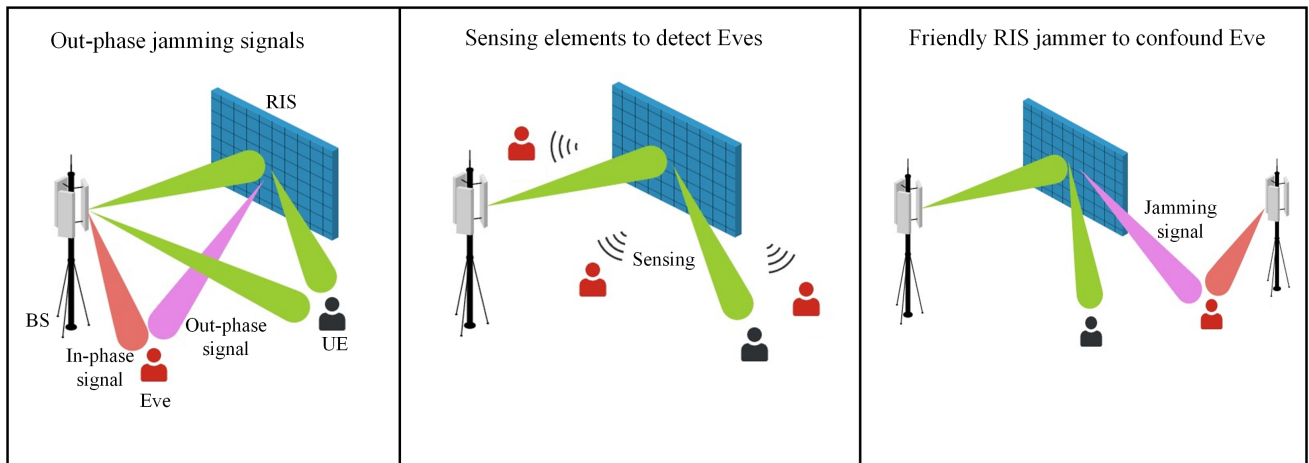 Out-phase jamming signals
RIS
BS
In-phase
signal
Out-phase
signal
UE
Eve
Sensing elements to detect Eves
Sensing
Friendly RIS jammer to confound Eve
Jamming
signal